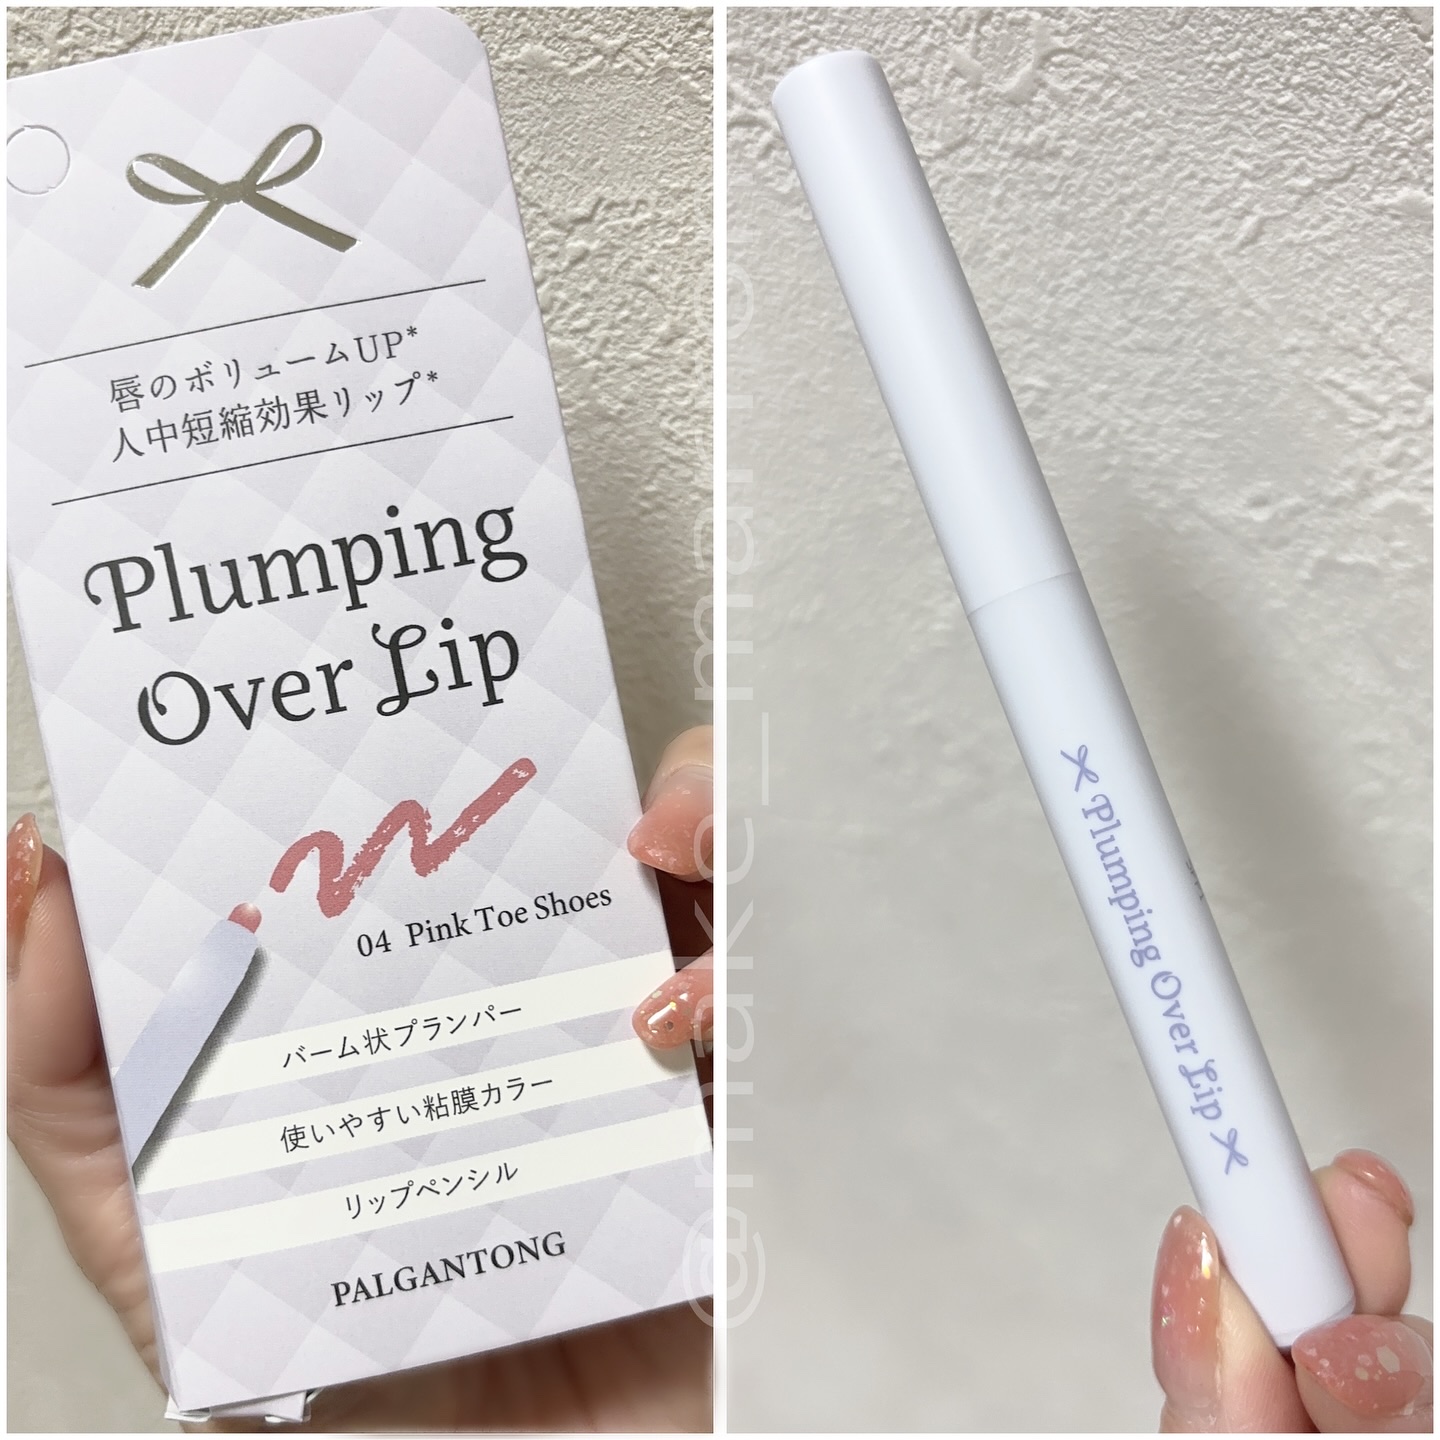 唇のボリュームUP*
人中短縮効果リップ*
Plumping
Over Lip
04 Pink Toe Shoes
バーム状プランパー
使いやすい粘膜カラー
リップペンシル
PALGANTONG
Plumping Over Lip